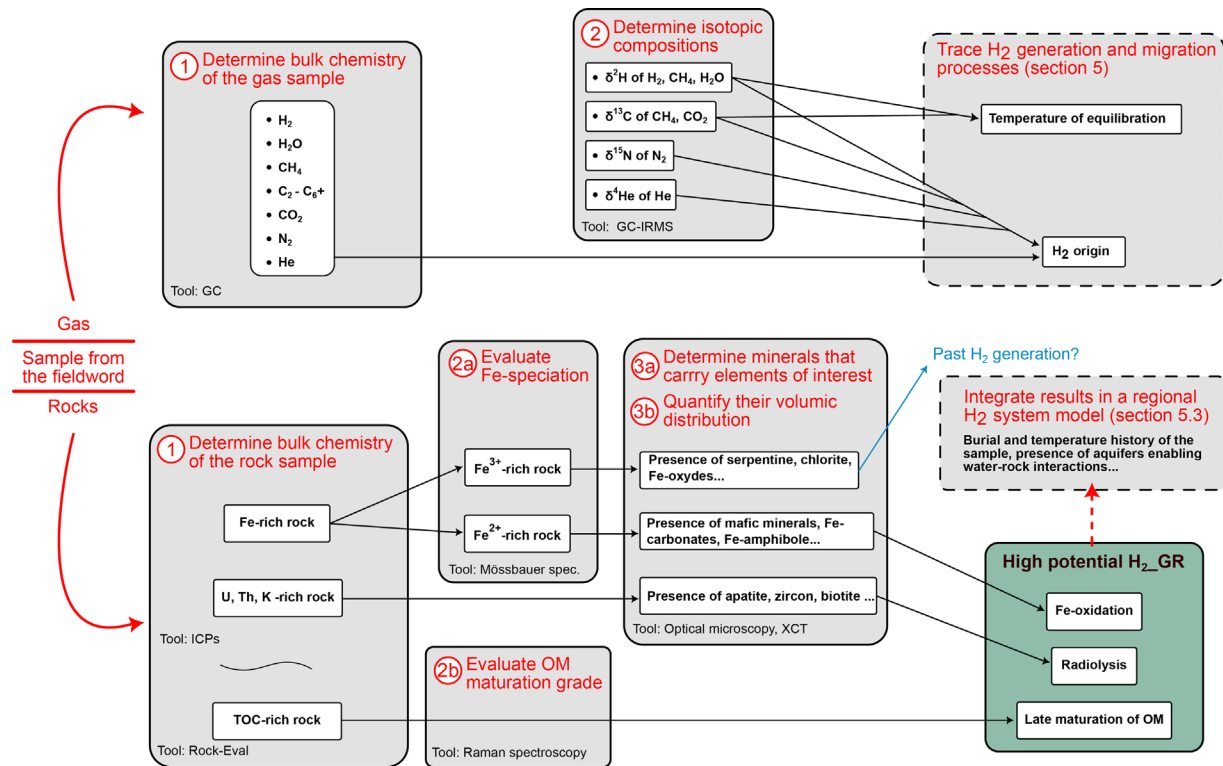 1 Determine bulk chemistry
of the gas sample
• H₂
• H₂O
• CH₄
• C₂ - C₆+
• CO₂
• N₂
• He
Tool: GC
2 Determine isotopic
compositions
• δ²H of H₂, CH₄, H₂O
• δ¹³C of CH₄, CO₂
• δ¹⁵N of N₂
• δ⁴He of He
Tool: GC-IRMS
Trace H₂ generation and migration
processes (section 5)
Temperature of equilibration
H₂ origin
Gas
Sample from
the fieldword
Rocks
1 Determine bulk chemistry
of the rock sample
Fe-rich rock
U, Th, K -rich rock
Tool: ICPs
TOC-rich rock
Tool: Rock-Eval
2a Evaluate
Fe-speciation
Fe³⁺-rich rock
Fe²⁺-rich rock
Tool: Mössbauer spec.
2b Evaluate OM
maturation grade
Tool: Raman spectroscopy
3a Determine minerals that
carrry elements of interest
3b Quantify their volumic
distribution
Presence of serpentine, chlorite,
Fe-oxydes...
Presence of mafic minerals, Fe-
carbonates, Fe-amphibole...
Presence of apatite, zircon, biotite ...
Tool: Optical microscopy, XCT
Past H₂ generation?
Integrate results in a regional
H₂ system model (section 5.3)
Burial and temperature history of the
sample, presence of aquifers enabling
water-rock interactions...
High potential H₂_GR
Fe-oxidation
Radiolysis
Late maturation of OM